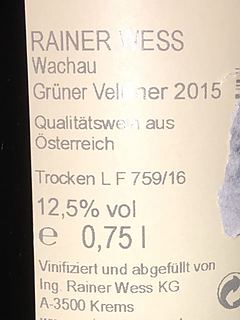 RAINER WESS
Wachau
Grüner Veltliner 2015
Qualitätswein aus
Österreich
Trocken L F 759/16
12,5% vol
e 0,75 l
Vinifiziert und abgefüllt von
Ing. Rainer Wess KG
A-3500 Krems